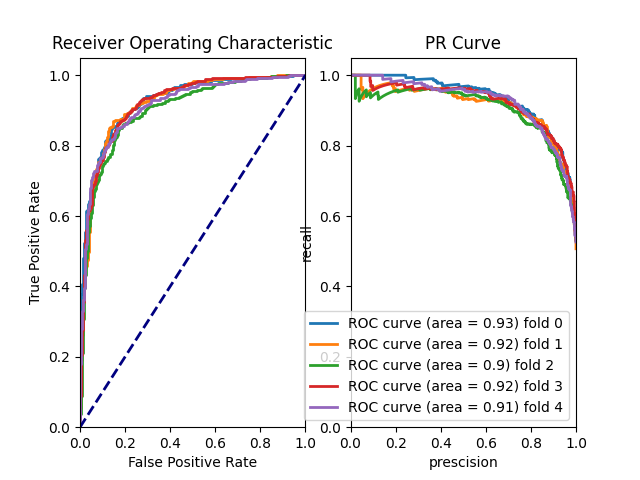 Receiver Operating Characteristic
PR Curve
1.0
0.8
0.6
0.4
0.2
0.0
True Positive Rate
0.0 0.2 0.4 0.6 0.8 1.0
False Positive Rate
1.0
0.8
0.6
0.4
0.2
0.0
recall
0.0 0.2 0.4 0.6 0.8 1.0
prescision
ROC curve (area = 0.93) fold 0
ROC curve (area = 0.92) fold 1
ROC curve (area = 0.9) fold 2
ROC curve (area = 0.92) fold 3
ROC curve (area = 0.91) fold 4